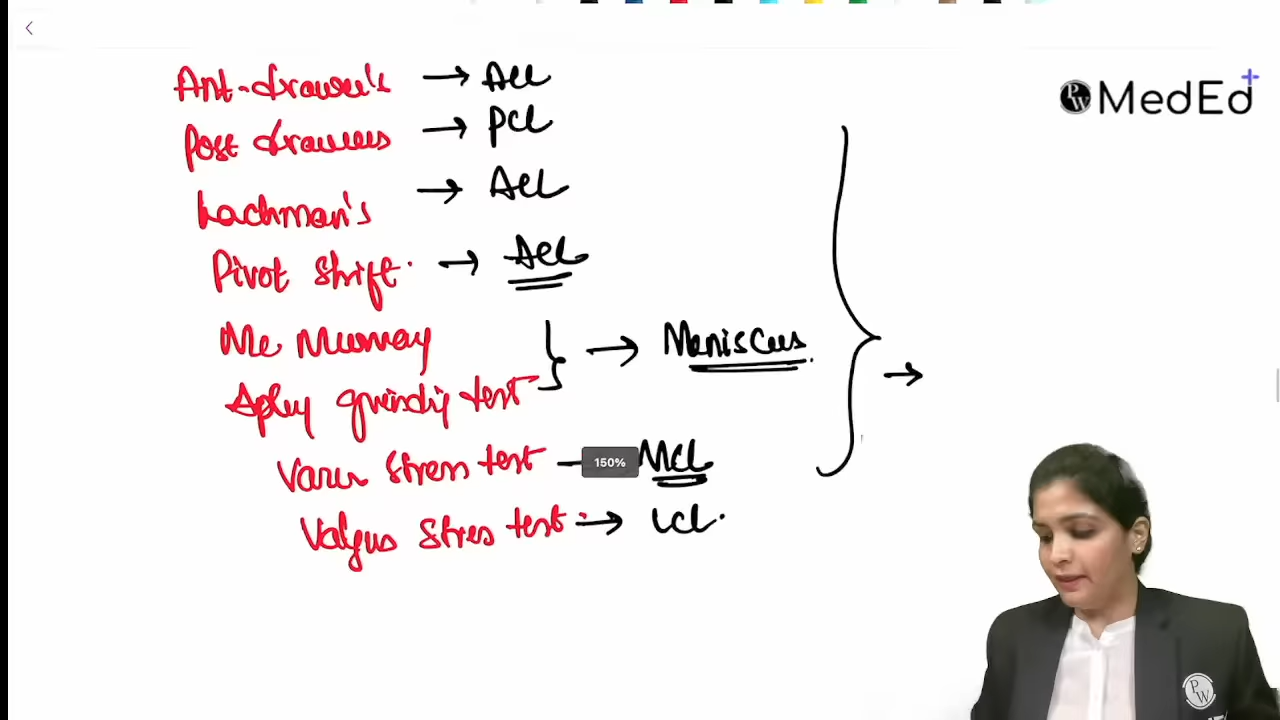 MedEd+
Ant. drawer's → ACL
Post drawers → PCL
Lachman's → ACL
Pivot shift → ACL
Mc Murray
Apley grinding test } → Meniscus
Varus stress test – MCL
150%
Valgus stress test → LCL
PW